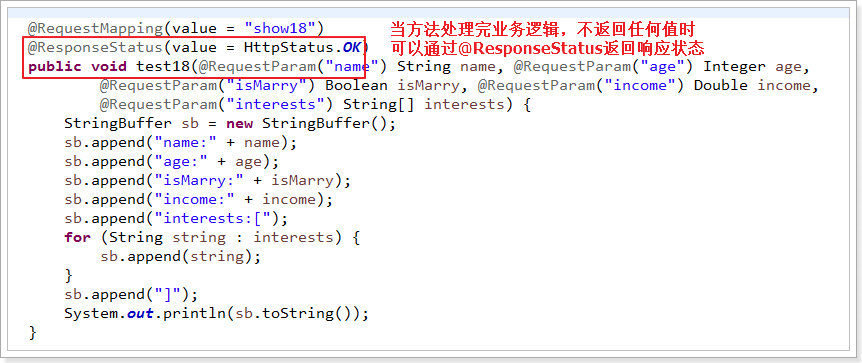 @RequestMapping(value = "show18")
当方法处理完业务逻辑，不返回任何值时
@ResponseStatus(value = HttpStatus.OK)
可以通过@ResponseStatus返回响应状态
public void test18(@RequestParam("name") String name, @RequestParam("age") Integer age,
@RequestParam("isMarry") Boolean isMarry, @RequestParam("income") Double income,
@RequestParam("interests") String[] interests) {
StringBuffer sb = new StringBuffer();
sb.append("name:" + name);
sb.append("age:" + age);
sb.append("isMarry:" + isMarry);
sb.append("income:" + income);
sb.append("interests:[");
for (String string : interests) {
sb.append(string);
}
sb.append("]");
System.out.println(sb.toString());
}